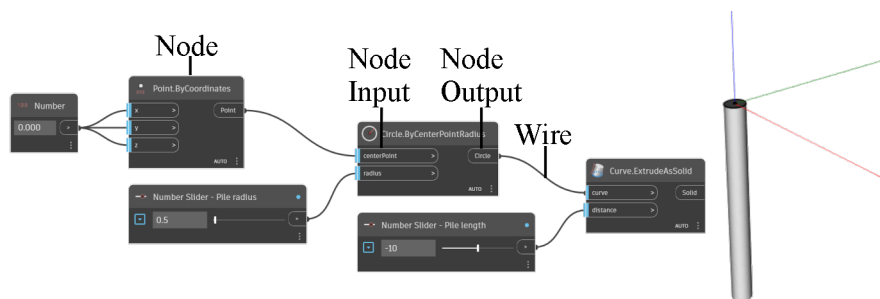 Node
Node
Input
Node
Output
Wire
Number
0.000
>
Point.ByCoordinates
x >
y >
z >
Point
AUTO
Number Slider - Pile radius
0.5
>
Circle.ByCenterPointRadius
centerPoint >
radius >
Circle
AUTO
Number Slider - Pile length
-10
>
Curve.ExtrudeAsSolid
curve >
distance >
Solid
AUTO